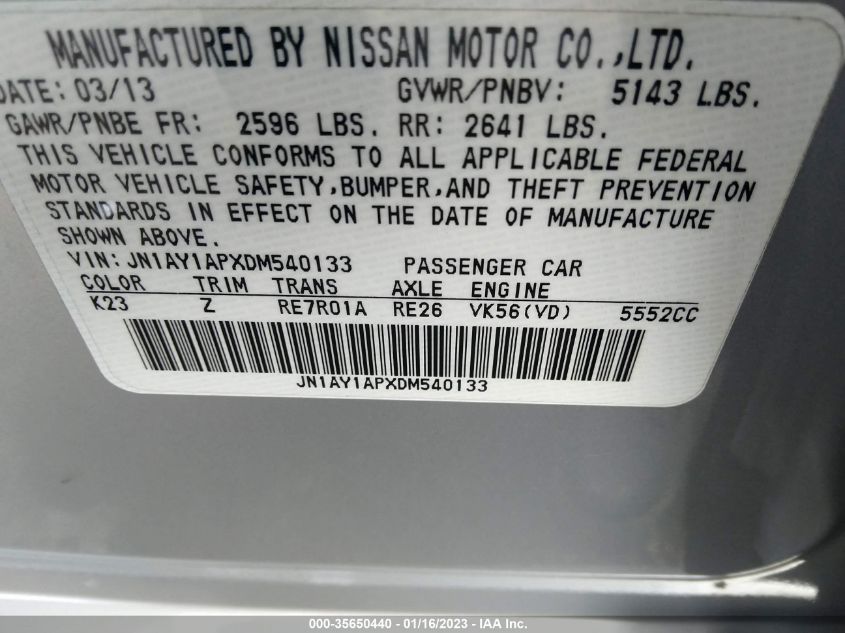 MANUFACTURED BY NISSAN MOTOR CO.,LTD.
DATE: 03/13 GVWR/PNBV: 5143 LBS.
GAWR/PNBE FR: 2596 LBS. RR: 2641 LBS.
THIS VEHICLE CONFORMS TO ALL APPLICABLE FEDERAL
MOTOR VEHICLE SAFETY,BUMPER,AND THEFT PREVENTION
STANDARDS IN EFFECT ON THE DATE OF MANUFACTURE
SHOWN ABOVE.
VIN: JN1AY1APXDM540133 PASSENGER CAR
COLOR TRIM TRANS AXLE ENGINE
K23 Z RE7R01A RE26 VK56(VD) 5552CC
JN1AY1APXDM540133
000-35650440 - 01/16/2023 - IAA Inc.